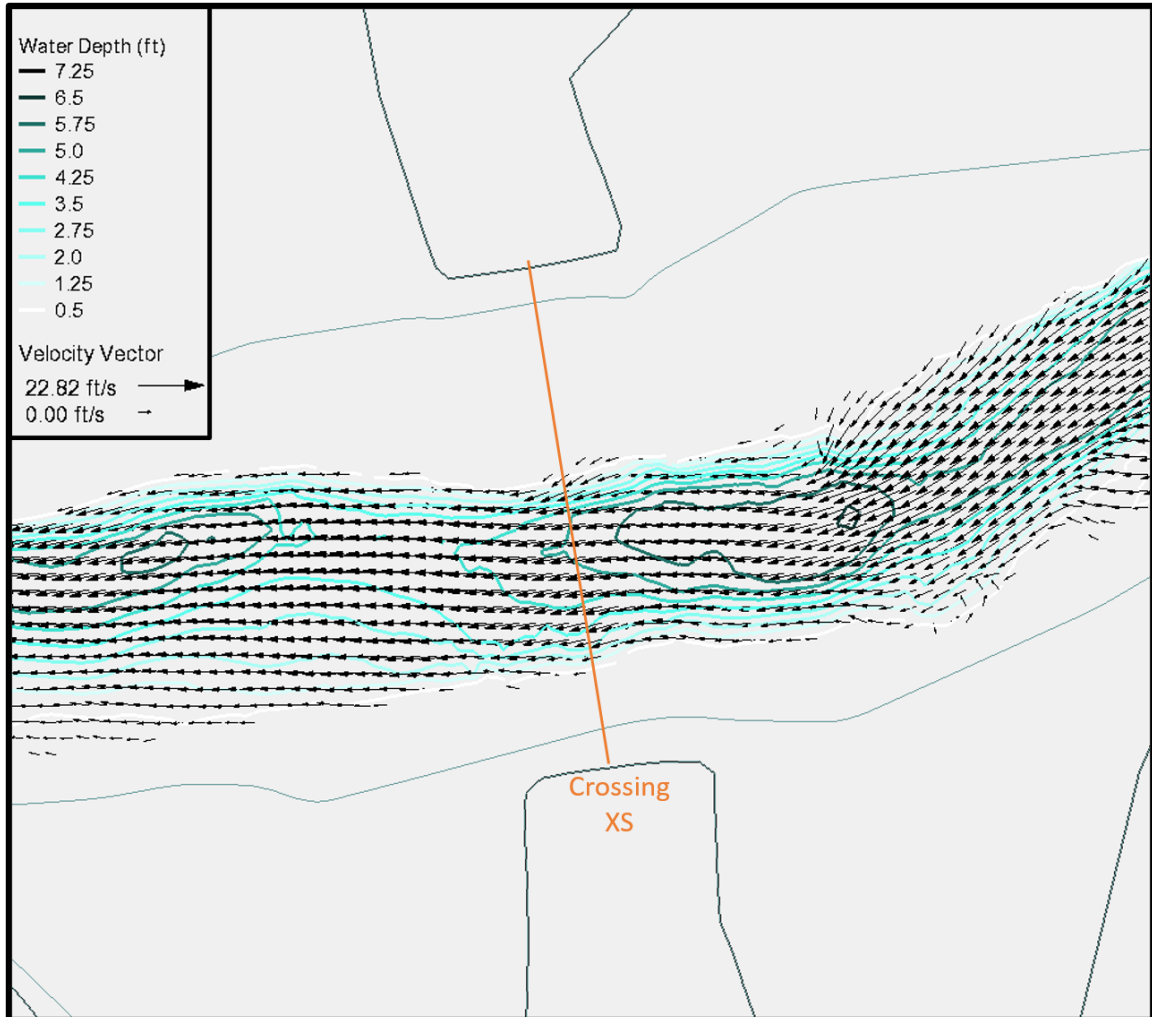 Water Depth (ft)
7.25
6.5
5.75
5.0
4.25
3.5
2.75
2.0
1.25
0.5
Velocity Vector
22.82 ft/s
0.00 ft/s
Crossing
XS